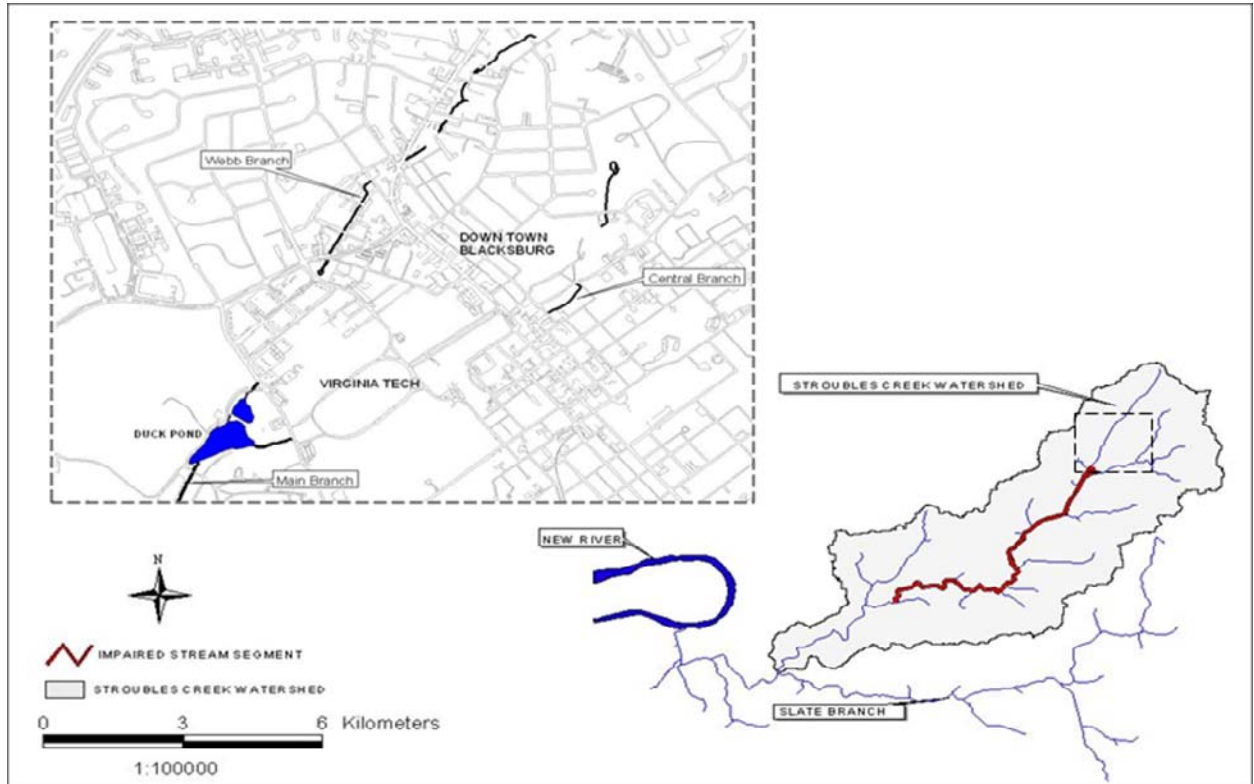 Webb Branch
DOWN TOWN
BLACKSBURG
Central Branch
VIRGINIA TECH
DUCK POND
Main Branch
STROUBLES CREEK WATERSHED
NEW RIVER
N
IMPAIRED STREAM SEGMENT
STROUBLES CREEK WATERSHED
SLATE BRANCH
0 3 6 Kilometers
1:100000